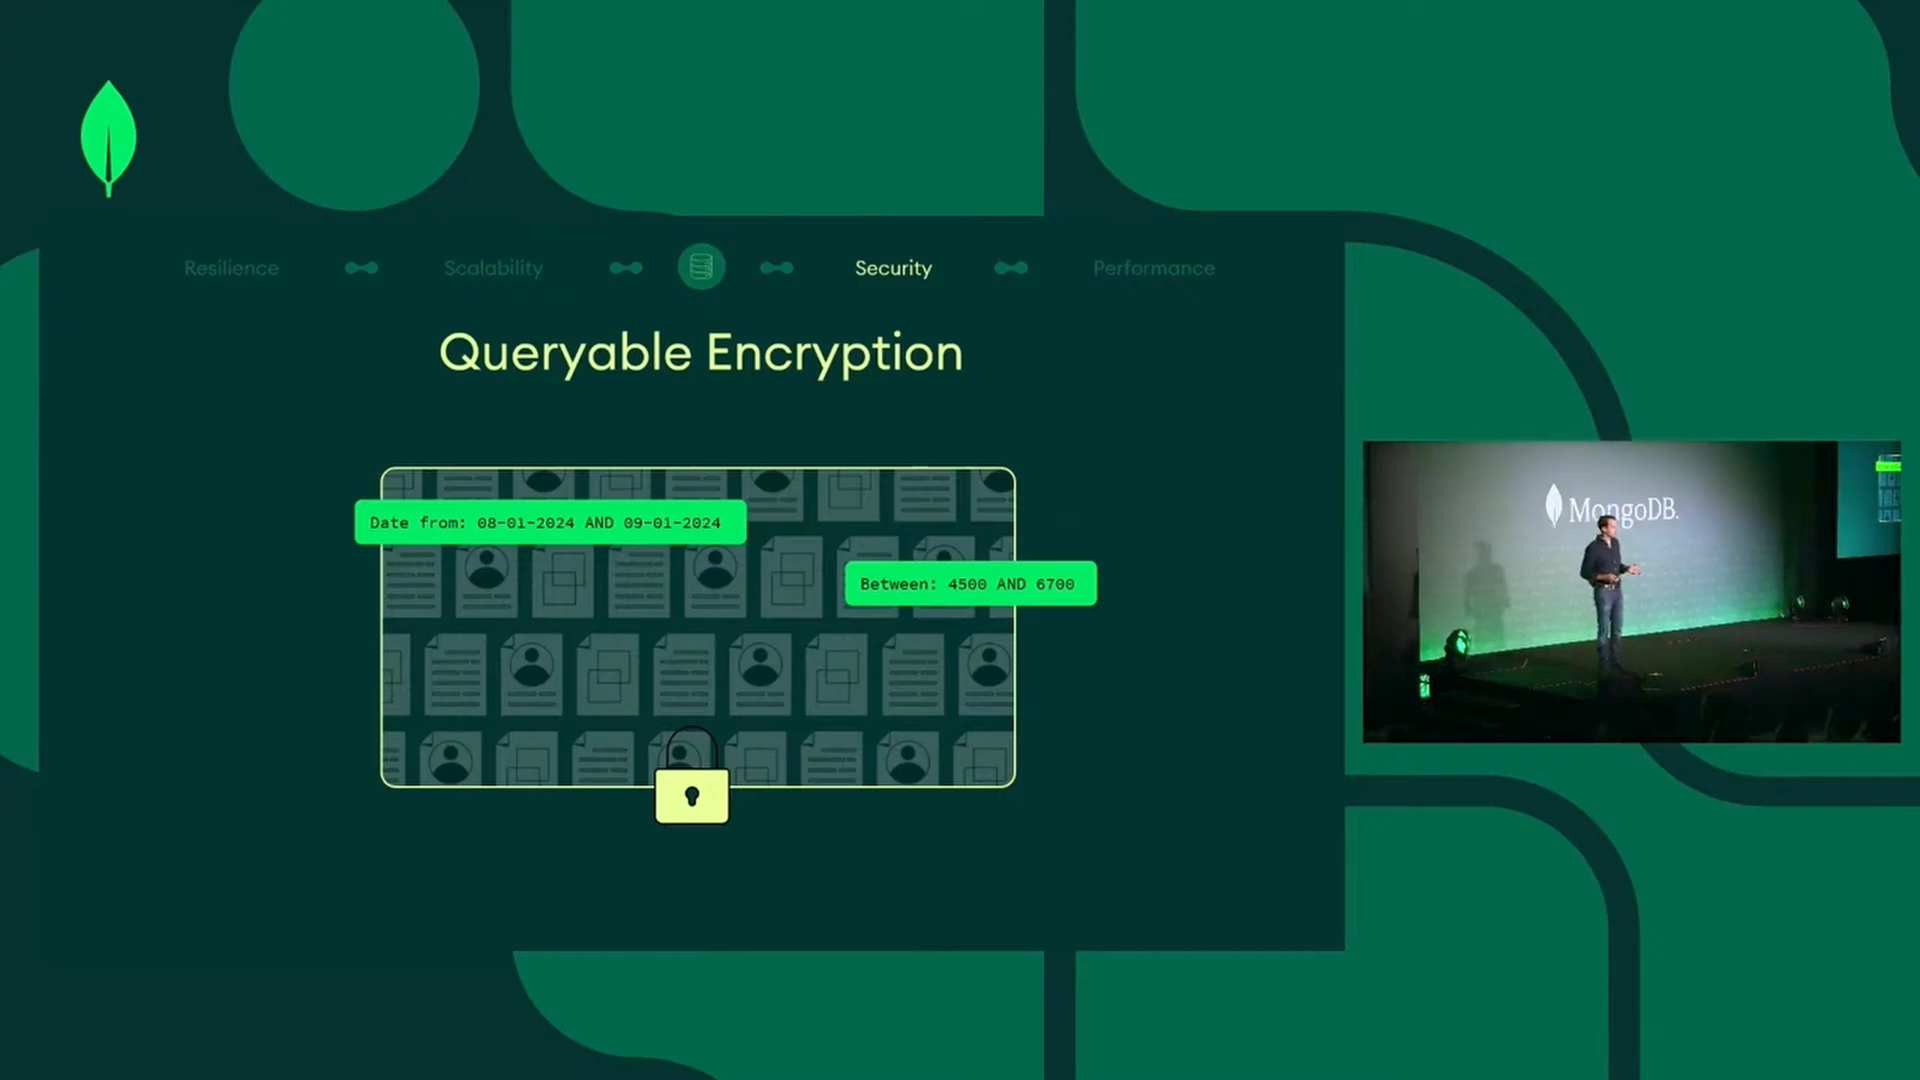 Resilience
Scalability
Security
Performance
Queryable Encryption
Date from: 08-01-2024 AND 09-01-2024
Between: 4500 AND 6700
MongoDB.